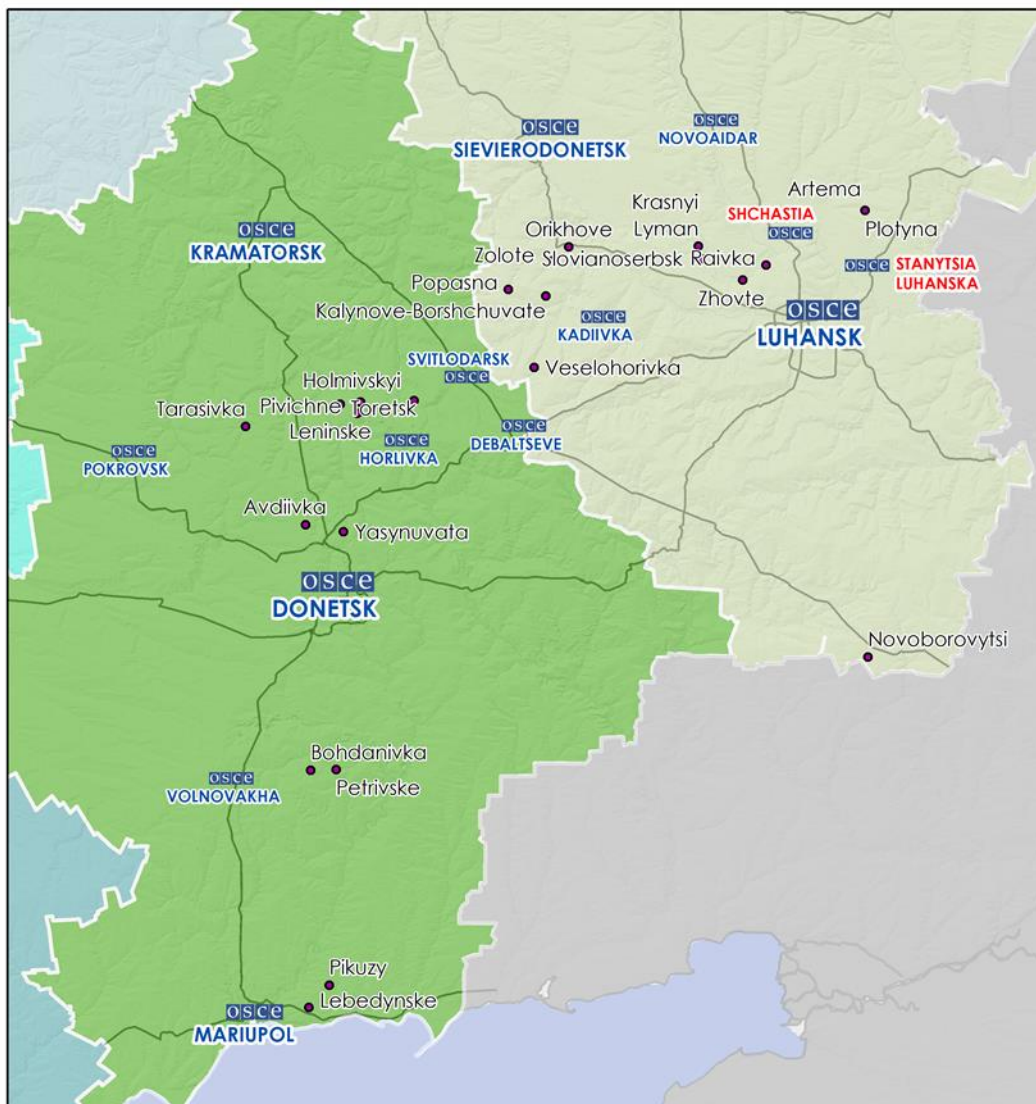 osce
SIEVIERODONETSK
osce
NOVOAIDAR
Artema
Plotyna
Krasnyi
Lyman
SHCHASTIA
osce
osce
KRAMATORSK
Orikhove
Zolote
Slovianoserbsk
Raivka
Zhovte
osce
STANYTSIA
LUHANSKA
Popasna
Kalynove-Borshchuvate
osce
KADIIVKA
osce
LUHANSK
SVITLODARSK
osce
Veselohorivka
Holmivskyi
Pivichne
Toretsk
Leninske
Tarasivka
osce
HORLIVKA
osce
DEBALTSEVE
osce
POKROVSK
Avdiivka
Yasynuvata
osce
DONETSK
Novoborovytsi
Bohdanivka
Petrivske
osce
VOLNOVAKHA
Pikuzy
Lebedynske
osce
MARIUPOL